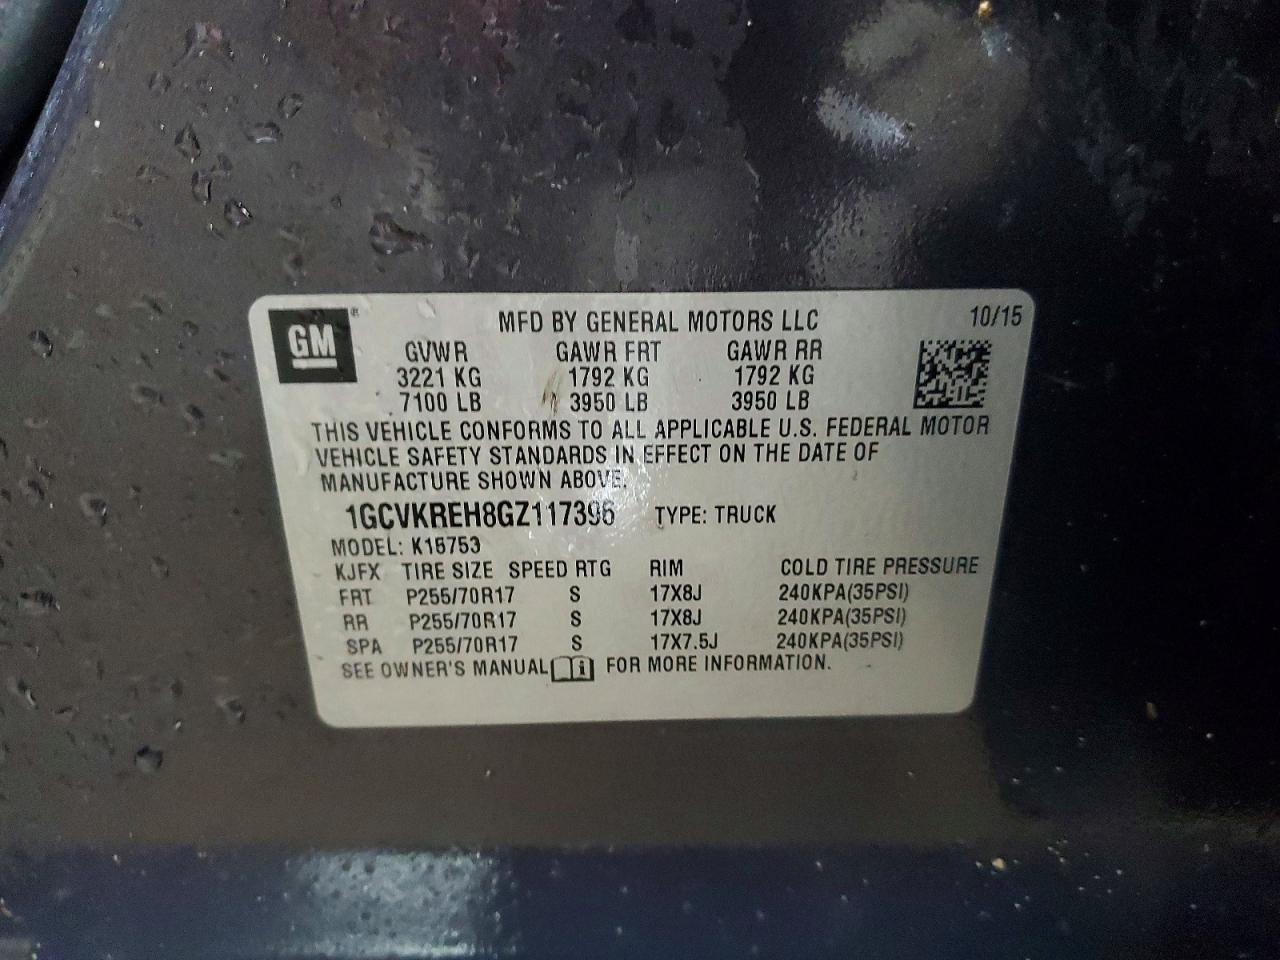 GM ® MFD BY GENERAL MOTORS LLC 10/15
GVWR GAWR FRT GAWR RR
3221 KG 1792 KG 1792 KG
7100 LB 3950 LB 3950 LB
THIS VEHICLE CONFORMS TO ALL APPLICABLE U.S. FEDERAL MOTOR
VEHICLE SAFETY STANDARDS IN EFFECT ON THE DATE OF
MANUFACTURE SHOWN ABOVE.
1GCVKREH8GZ117396 TYPE: TRUCK
MODEL: K15753
KJFX TIRE SIZE SPEED RTG RIM COLD TIRE PRESSURE
FRT P255/70R17 S 17X8J 240KPA(35PSI)
RR P255/70R17 S 17X8J 240KPA(35PSI)
SPA P255/70R17 S 17X7.5J 240KPA(35PSI)
SEE OWNER'S MANUAL i FOR MORE INFORMATION.